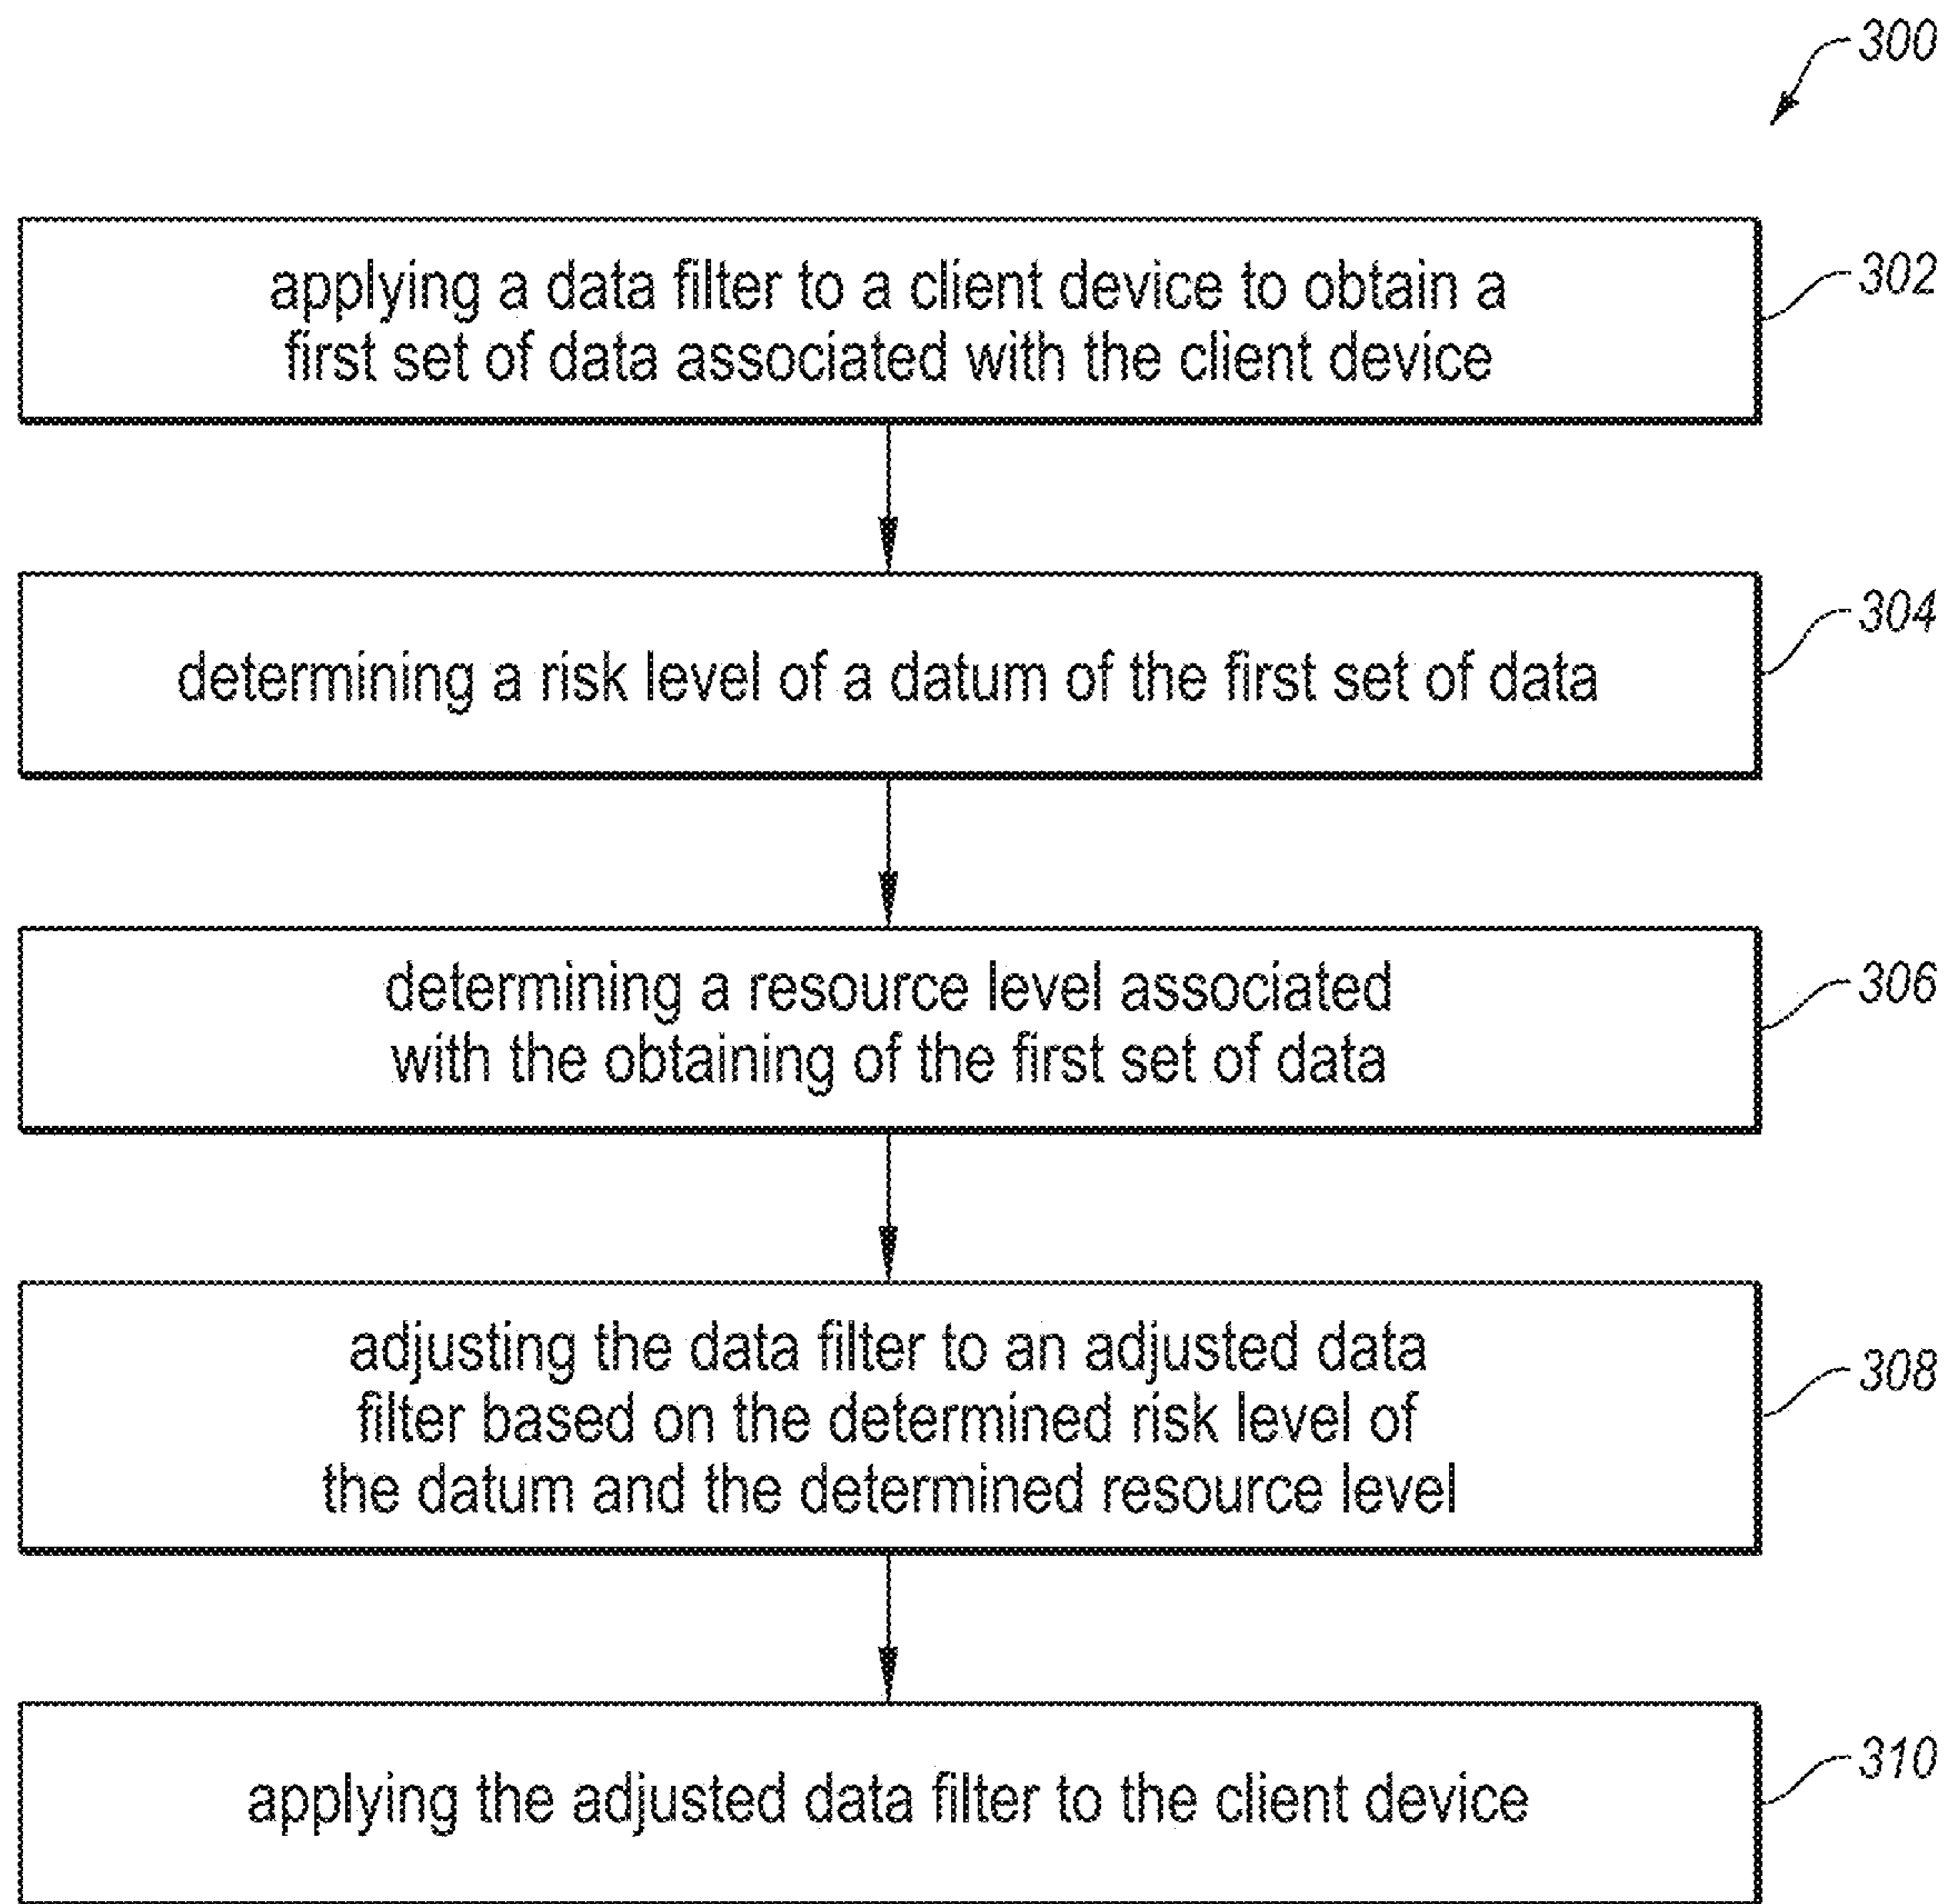 300
applying a data filter to a client device to obtain a
first set of data associated with the client device
302
determining a risk level of a datum of the first set of data
304
determining a resource level associated
with the obtaining of the first set of data
306
adjusting the data filter to an adjusted data
filter based on the determined risk level of
the datum and the determined resource level
308
applying the adjusted data filter to the client device
310